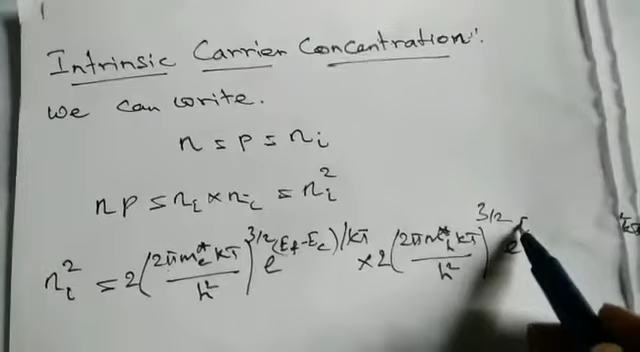 Intrinsic Carrier Concentration:
We can write.
n = p = ni
np = ni × ni = ni²
ni² = 2(2πme*kT/h²)^3/2 e^(Ef-Ec)/kT × 2(2πmh*kT/h²)^3/2 e